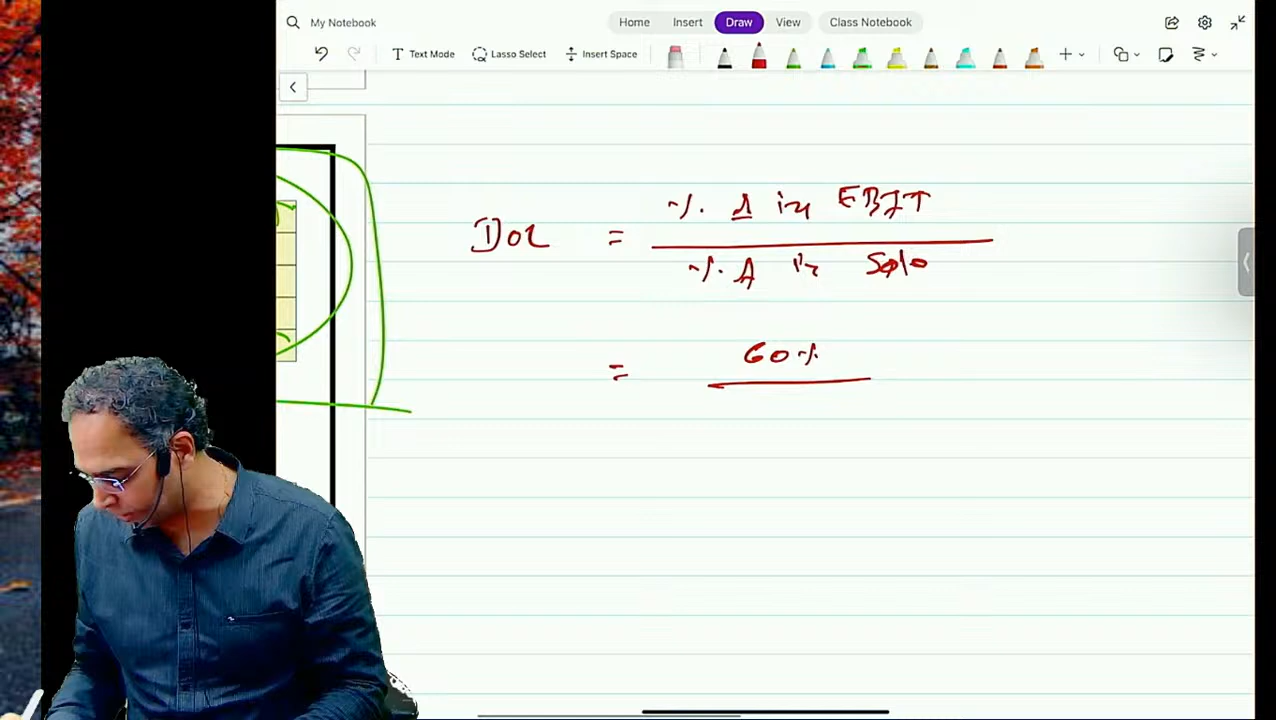 My Notebook
Home Insert Draw View Class Notebook
Text Mode Lasso Select Insert Space
DOL = % Δ in EBIT
% Δ in Sale
= 60%